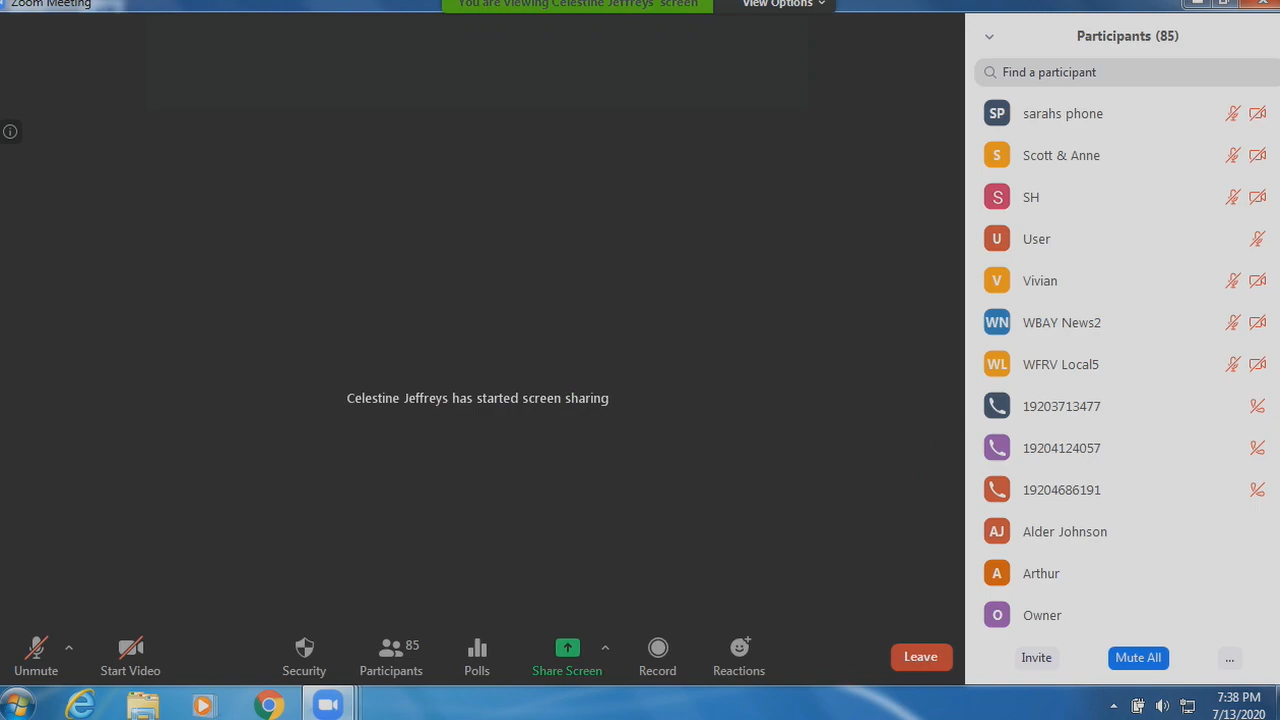 Zoom Meeting
You are viewing Celestine Jeffreys' screen
View Options
Participants (85)
Find a participant
SP sarahs phone
S Scott & Anne
S SH
U User
V Vivian
WN WBAY News2
WL WFRV Local5
19203713477
19204124057
19204686191
AJ Alder Johnson
A Arthur
O Owner
Celestine Jeffreys has started screen sharing
Unmute
Start Video
Security
85
Participants
Polls
Share Screen
Record
Reactions
Leave
Invite
Mute All
...
7:38 PM
7/13/2020